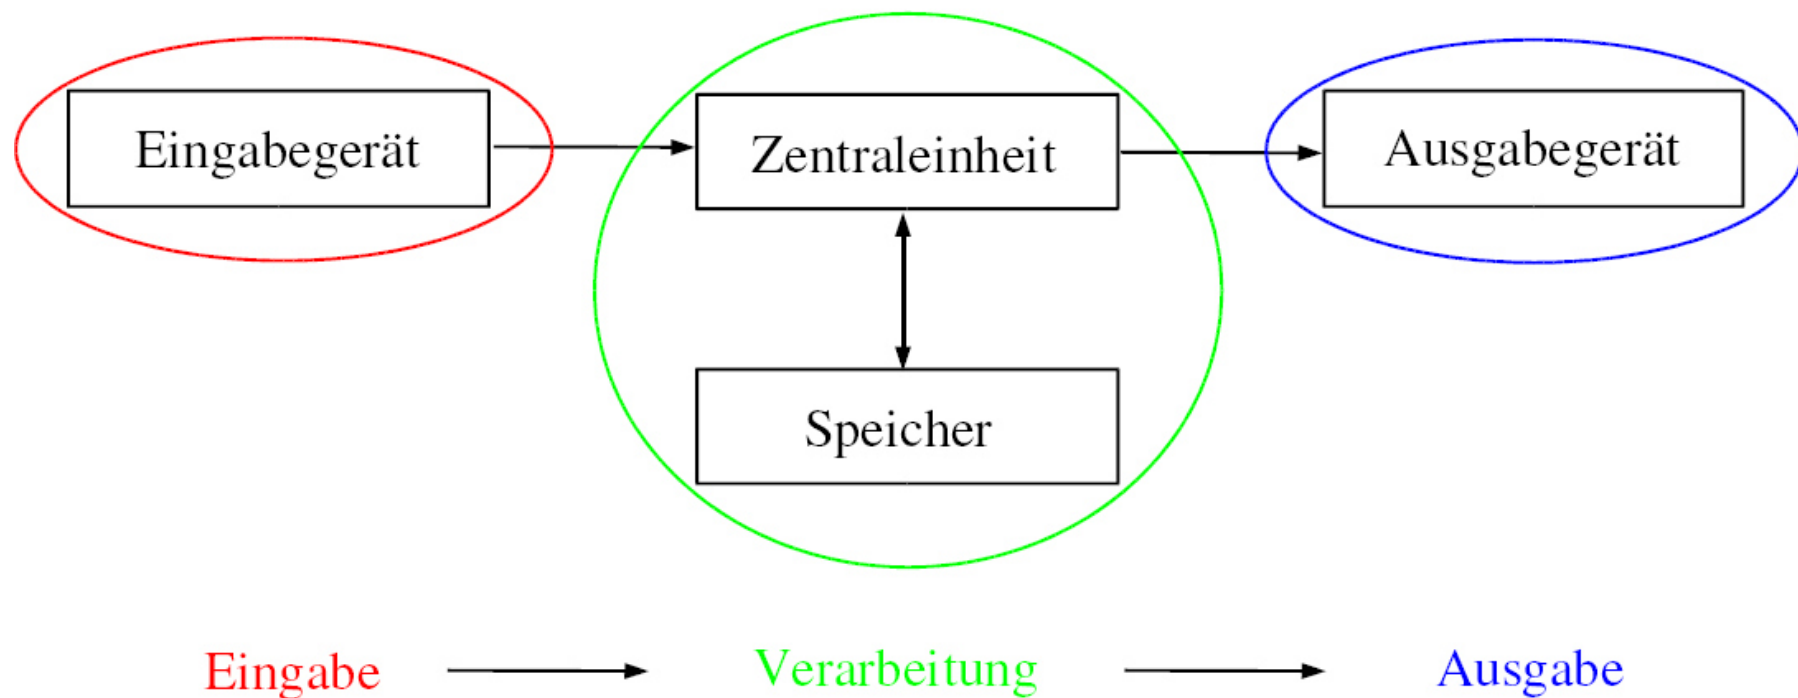 Eingabegerät
Zentraleinheit
Ausgabegerät
Speicher
Eingabe
Verarbeitung
Ausgabe